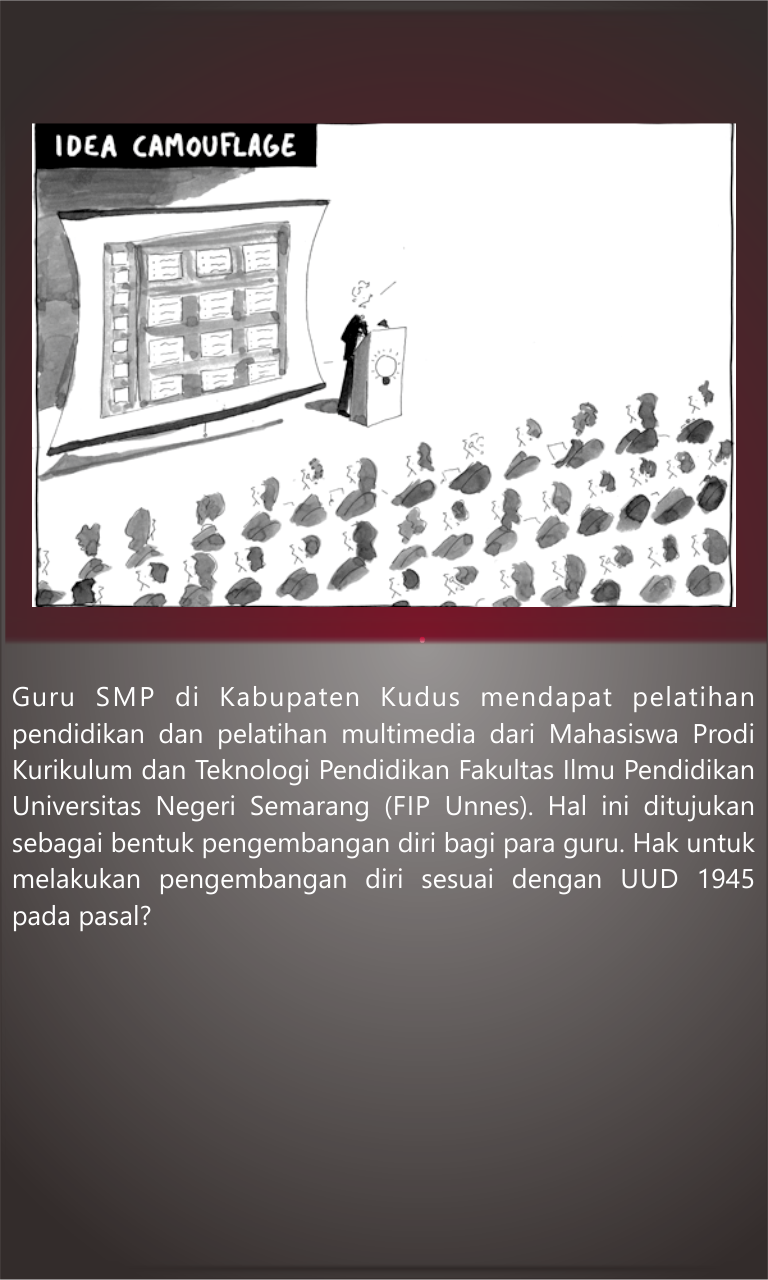 IDEA CAMOUFLAGE
Guru SMP di Kabupaten Kudus mendapat pelatihan
pendidikan dan pelatihan multimedia dari Mahasiswa Prodi
Kurikulum dan Teknologi Pendidikan Fakultas Ilmu Pendidikan
Universitas Negeri Semarang (FIP Unnes). Hal ini ditujukan
sebagai bentuk pengembangan diri bagi para guru. Hak untuk
melakukan pengembangan diri sesuai dengan UUD 1945
pada pasal?